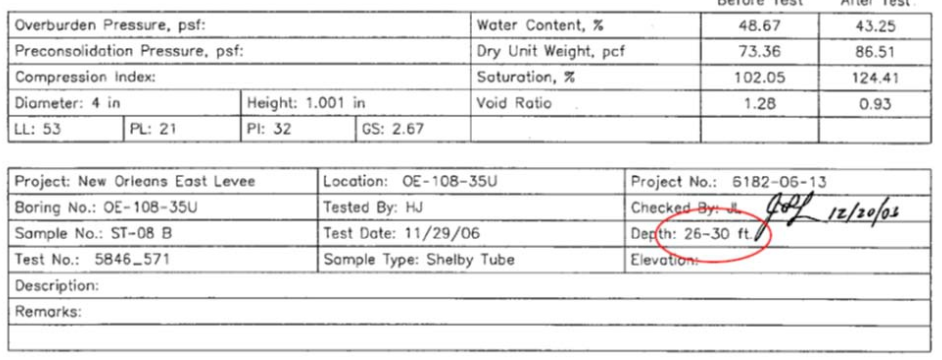 Before Test After Test
Overburden Pressure, psf: Water Content, % 48.67 43.25
Preconsolidation Pressure, psf: Dry Unit Weight, pcf 73.36 86.51
Compression Index: Saturation, % 102.05 124.41
Diameter: 4 in Height: 1.001 in Void Ratio 1.28 0.93
LL: 53 PL: 21 PI: 32 GS: 2.67
Project: New Orleans East Levee Location: OE-108-35U Project No.: 6182-06-13
Boring No.: OE-108-35U Tested By: HJ Checked By: JL
Sample No.: ST-08 B Test Date: 11/29/06 Depth: 26-30 ft.
Test No.: 5846_571 Sample Type: Shelby Tube Elevation:
Description:
Remarks: